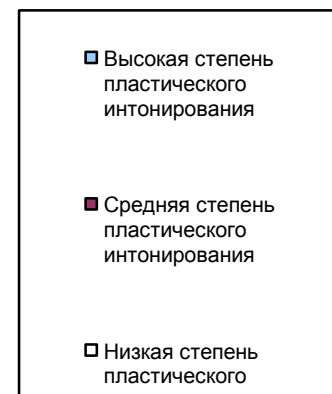 Высокая степень
пластического
интонирования
Средняя степень
пластического
интонирования
Низкая степень
пластического